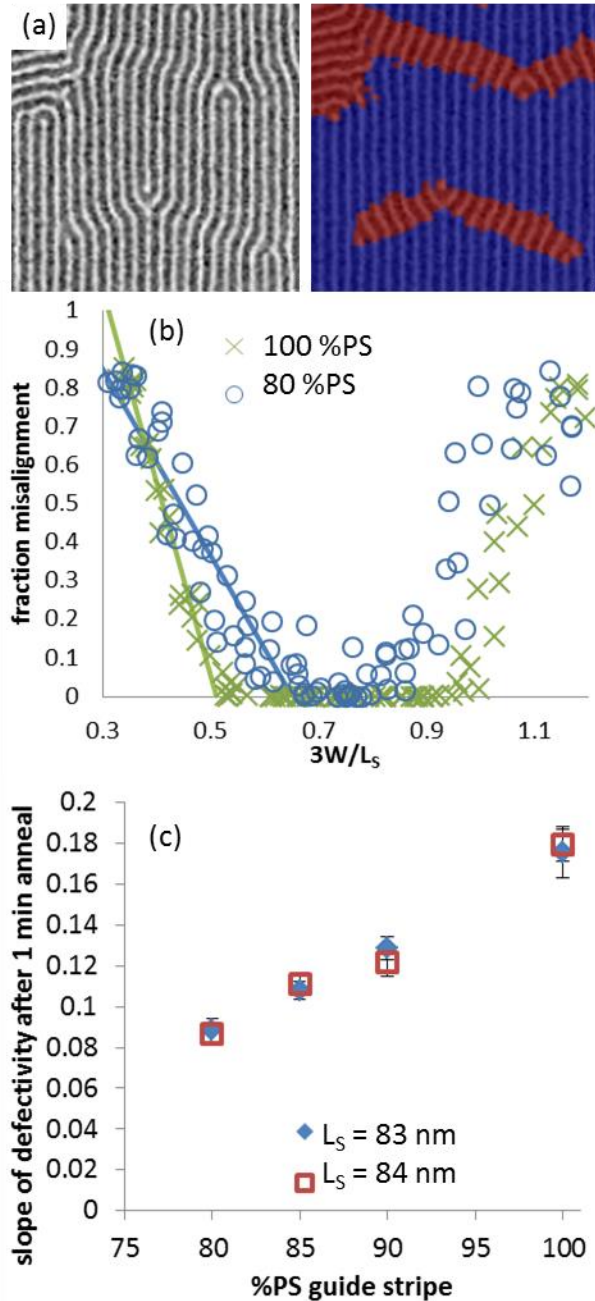 (a)
1
0.9
0.8
0.7
0.6
0.5
0.4
0.3
0.2
0.1
0
fraction misalignment
(b)
100 %PS
80 %PS
0.3 0.5 0.7 0.9 1.1
3W/LS
0.2
0.18
0.16
0.14
0.12
0.1
0.08
0.06
0.04
0.02
0
slope of defectivity after 1 min anneal
(c)
LS = 83 nm
LS = 84 nm
75 80 85 90 95 100
%PS guide stripe